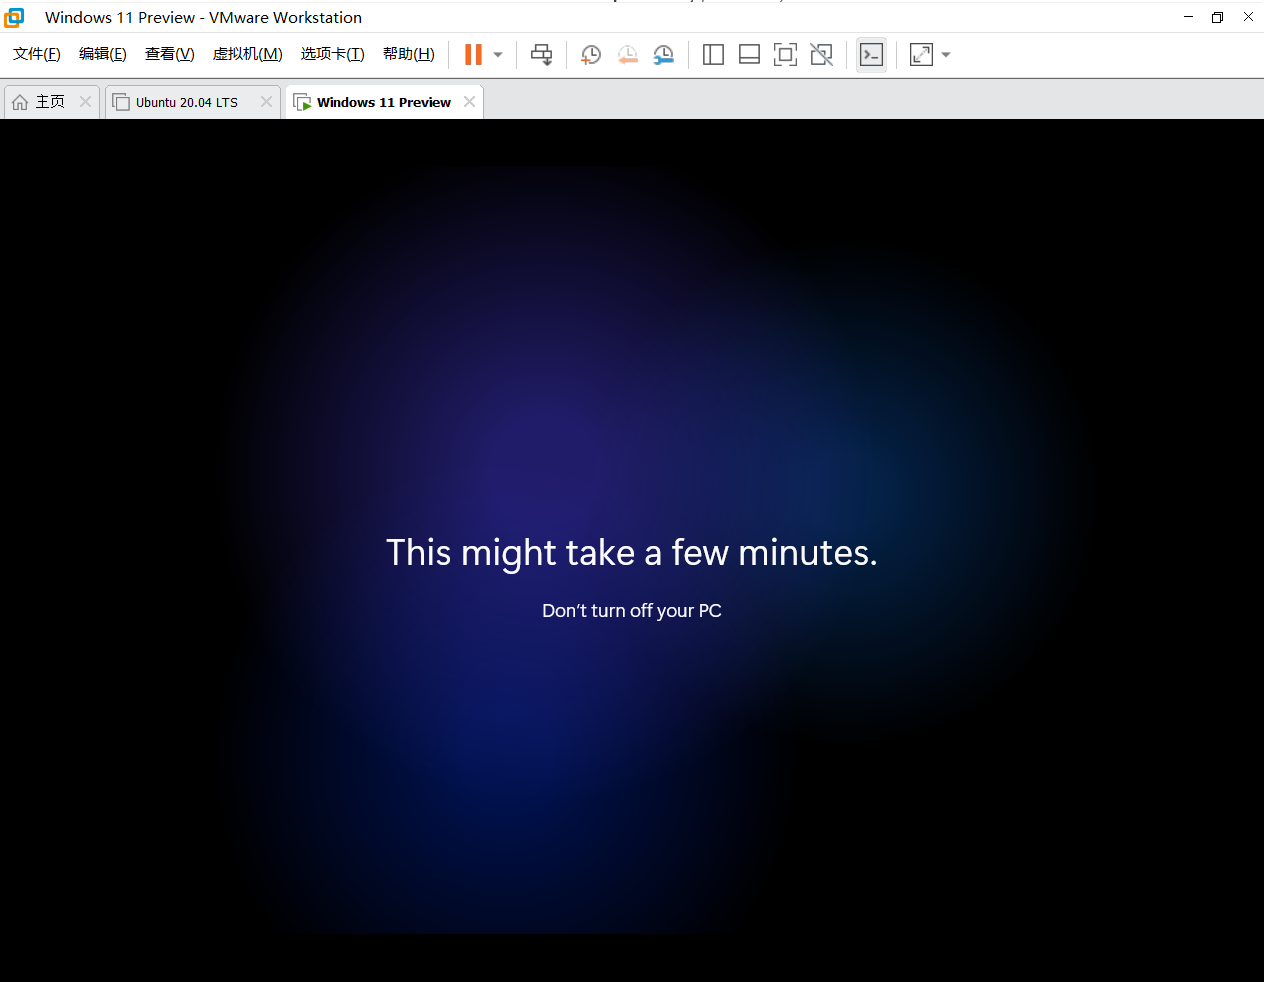 Windows 11 Preview - VMware Workstation
文件(F) 编辑(E) 查看(V) 虚拟机(M) 选项卡(T) 帮助(H)
主页 Ubuntu 20.04 LTS Windows 11 Preview
This might take a few minutes.
Don't turn off your PC